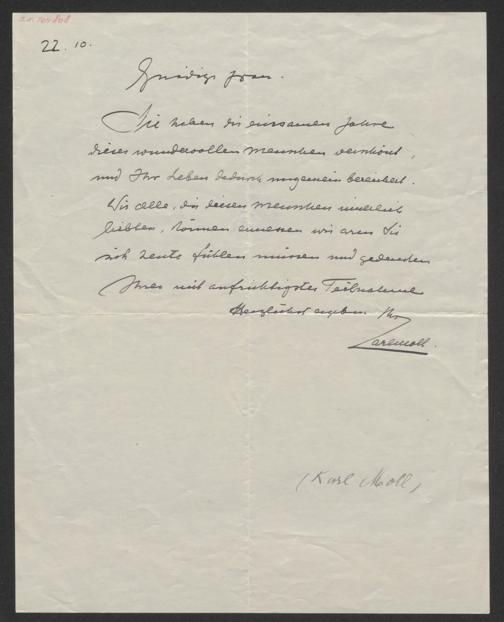 22. 10.
Gnädige Frau.
Sie haben die einsamen Jahre
dieses wundervollen Menschen verschönt,
und Ihr Leben dadurch ungemein bereichert.
Wir alle, die diesen Menschen innerlich
liebten, können ermessen wie arm Sie
sich heute fühlen müssen und gedenken
Ihrer mit aufrichtigster Teilnahme
Herzlichst ergeben Ihr
Carl Moll.
(Karl Moll)